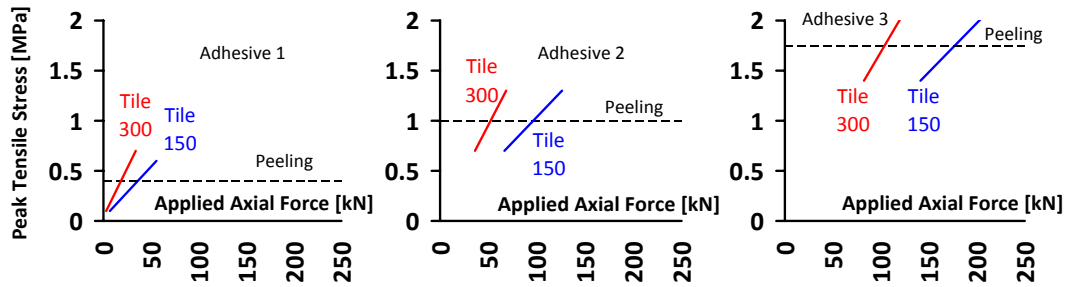 Peak Tensile Stress [MPa]
2
1.5
1
0.5
0
Adhesive 1
Tile
300
Tile
150
Peeling
Applied Axial Force [kN]
0
50
100
150
200
250
2
1.5
1
0.5
0
Adhesive 2
Tile
300
Peeling
Tile
150
Applied Axial Force [kN]
0
50
100
150
200
250
2
1.5
1
0.5
0
Adhesive 3
Peeling
Tile
300
Tile
150
Applied Axial Force [kN]
0
50
100
150
200
250